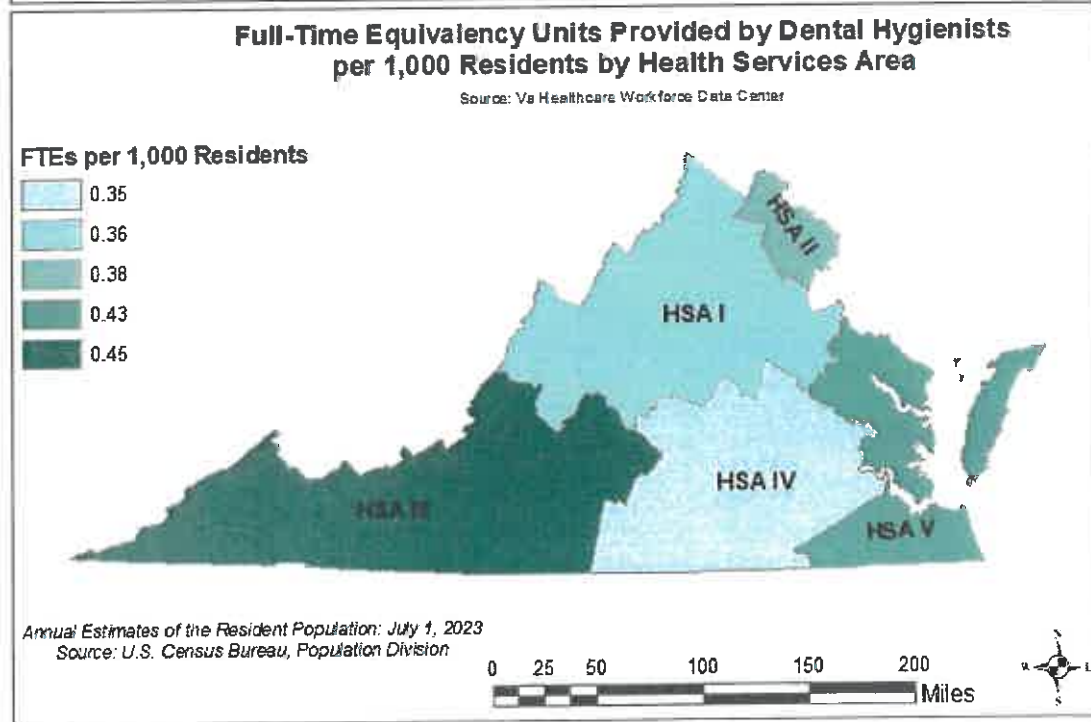 Full-Time Equivalency Units Provided by Dental Hygienists
per 1,000 Residents by Health Services Area
Source: Va Healthcare Workforce Data Center
FTEs per 1,000 Residents
0.35
0.36
0.38
0.43
0.45
HSA II
HSA I
HSA IV
HSA III
HSA V
Annual Estimates of the Resident Population: July 1, 2023
Source: U.S. Census Bureau, Population Division
0 25 50 100 150 200
Miles
N
S